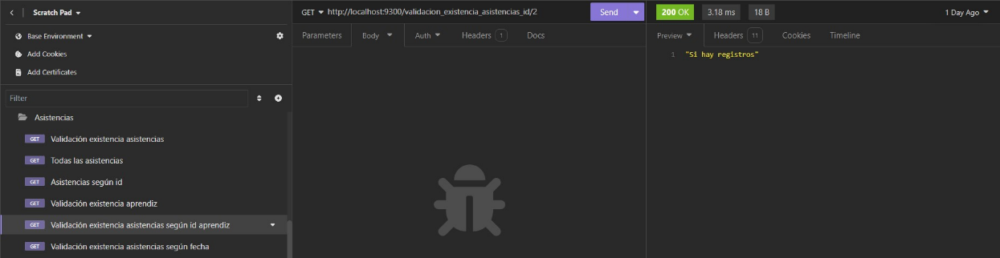 Scratch Pad
Base Environment
Add Cookies
Add Certificates
Filter
Asistencias
GET Validación existencia asistencias
GET Todas las asistencias
GET Asistencias según id
GET Validación existencia aprendiz
GET Validación existencia asistencias según id aprendiz
GET Validación existencia asistencias según fecha
GET http://localhost:9300/validacion_existencia_asistencias_id/2 Send
Parameters Body Auth Headers 1 Docs
200 OK 3.18 ms 18 B 1 Day Ago
Preview Headers 11 Cookies Timeline
1 "Si hay registros"